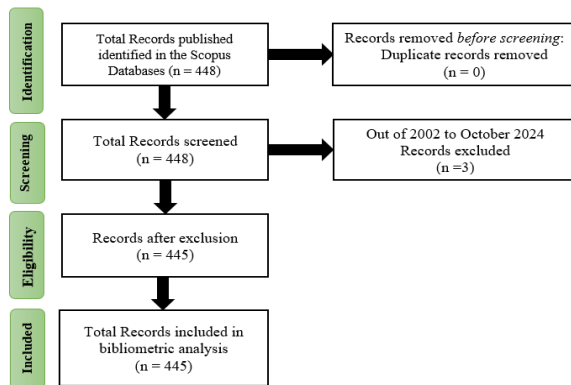 Identification
Total Records published
identified in the Scopus
Databases (n = 448)
Records removed before screening:
Duplicate records removed
(n = 0)
Screening
Total Records screened
(n = 448)
Out of 2002 to October 2024
Records excluded
(n =3)
Eligibility
Records after exclusion
(n = 445)
Included
Total Records included in
bibliometric analysis
(n = 445)